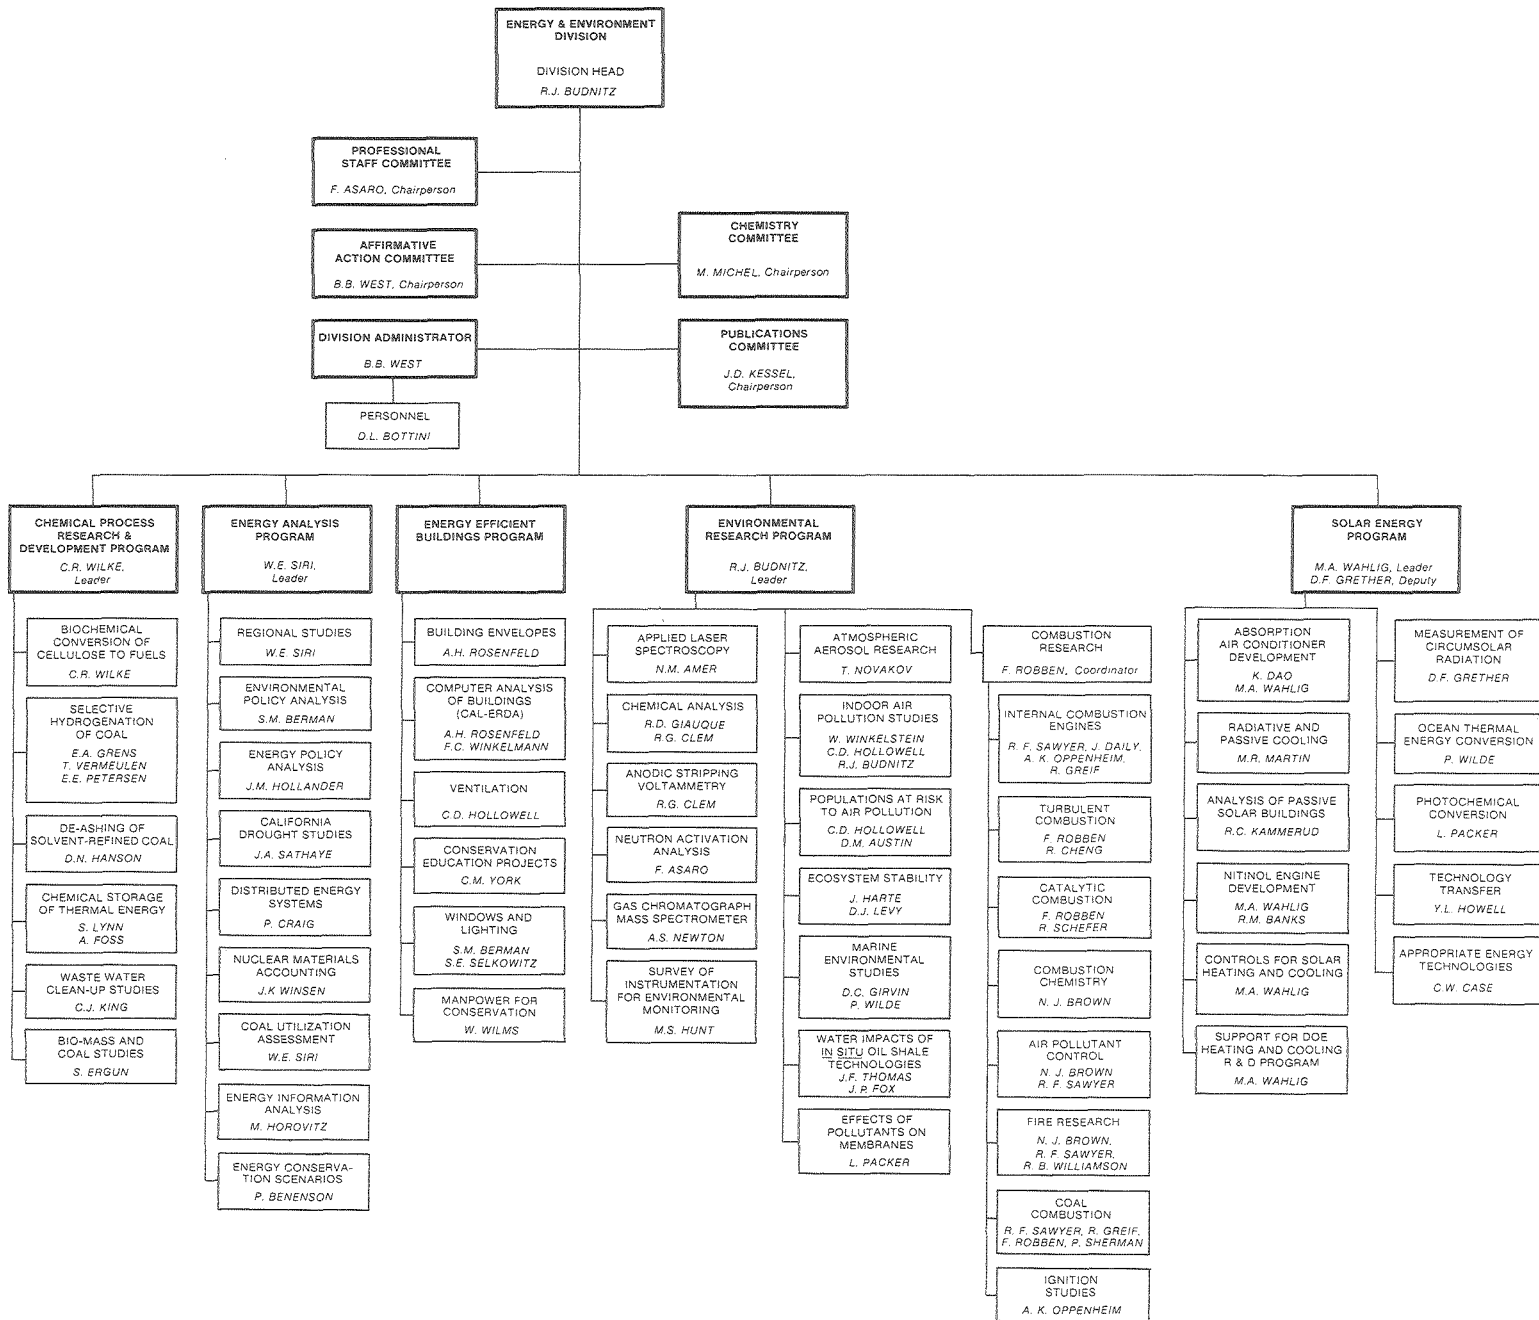 ENERGY & ENVIRONMENT
DIVISION
DIVISION HEAD
R.J. BUDNITZ
PROFESSIONAL
STAFF COMMITTEE
F. ASARO, Chairperson
AFFIRMATIVE
ACTION COMMITTEE
B.B. WEST, Chairperson
CHEMISTRY
COMMITTEE
M. MICHEL, Chairperson
DIVISION ADMINISTRATOR
B.B. WEST
PUBLICATIONS
COMMITTEE
J.D. KESSEL,
Chairperson
PERSONNEL
D.L. BOTTINI
CHEMICAL PROCESS
RESEARCH &
DEVELOPMENT PROGRAM
C.R. WILKE,
Leader
BIOCHEMICAL
CONVERSION OF
CELLULOSE TO FUELS
C.R. WILKE
SELECTIVE
HYDROGENATION
OF COAL
E.A. GRENS
T. VERMEULEN
E.E. PETERSEN
DE-ASHING OF
SOLVENT-REFINED COAL
D.N. HANSON
CHEMICAL STORAGE
OF THERMAL ENERGY
S. LYNN
A. FOSS
WASTE WATER
CLEAN-UP STUDIES
C.J. KING
BIO-MASS AND
COAL STUDIES
S. ERGUN
ENERGY ANALYSIS
PROGRAM
W.E. SIRI,
Leader
REGIONAL STUDIES
W.E. SIRI
ENVIRONMENTAL
POLICY ANALYSIS
S.M. BERMAN
ENERGY POLICY
ANALYSIS
J.M. HOLLANDER
CALIFORNIA
DROUGHT STUDIES
J.A. SATHAYE
DISTRIBUTED ENERGY
SYSTEMS
P. CRAIG
NUCLEAR MATERIALS
ACCOUNTING
J.K WINSEN
COAL UTILIZATION
ASSESSMENT
W.E. SIRI
ENERGY INFORMATION
ANALYSIS
M. HOROVITZ
ENERGY CONSERVA-
TION SCENARIOS
P. BENENSON
ENERGY EFFICIENT
BUILDINGS PROGRAM
BUILDING ENVELOPES
A.H. ROSENFELD
COMPUTER ANALYSIS
OF BUILDINGS
(CAL-ERDA)
A.H. ROSENFELD
F.C. WINKELMANN
VENTILATION
C.D. HOLLOWELL
CONSERVATION
EDUCATION PROJECTS
C.M. YORK
WINDOWS AND
LIGHTING
S.M. BERMAN
S.E. SELKOWITZ
MANPOWER FOR
CONSERVATION
W. WILMS
ENVIRONMENTAL
RESEARCH PROGRAM
R.J. BUDNITZ,
Leader
APPLIED LASER
SPECTROSCOPY
N.M. AMER
CHEMICAL ANALYSIS
R.D. GIAUQUE
R.G. CLEM
ANODIC STRIPPING
VOLTAMMETRY
R.G. CLEM
NEUTRON ACTIVATION
ANALYSIS
F. ASARO
GAS CHROMATOGRAPH
MASS SPECTROMETER
A.S. NEWTON
SURVEY OF
INSTRUMENTATION
FOR ENVIRONMENTAL
MONITORING
M.S. HUNT
ATMOSPHERIC
AEROSOL RESEARCH
T. NOVAKOV
INDOOR AIR
POLLUTION STUDIES
W. WINKELSTEIN
C.D. HOLLOWELL
R.J. BUDNITZ
POPULATIONS AT RISK
TO AIR POLLUTION
C.D. HOLLOWELL
D.M. AUSTIN
ECOSYSTEM STABILITY
J. HARTE
D.J. LEVY
MARINE
ENVIRONMENTAL
STUDIES
D.C. GIRVIN
P. WILDE
WATER IMPACTS OF
IN SITU OIL SHALE
TECHNOLOGIES
J.F. THOMAS
J.P. FOX
EFFECTS OF
POLLUTANTS ON
MEMBRANES
L. PACKER
COMBUSTION
RESEARCH
F. ROBBEN, Coordinator
INTERNAL COMBUSTION
ENGINES
R. F. SAWYER, J. DAILY,
A. K. OPPENHEIM,
R. GREIF
TURBULENT
COMBUSTION
F. ROBBEN
R. CHENG
CATALYTIC
COMBUSTION
F. ROBBEN
R. SCHEFER
COMBUSTION
CHEMISTRY
N. J. BROWN
AIR POLLUTANT
CONTROL
N. J. BROWN
R. F. SAWYER
FIRE RESEARCH
N. J. BROWN,
R. F. SAWYER,
R. B. WILLIAMSON
COAL
COMBUSTION
R. F. SAWYER, R. GREIF,
F. ROBBEN, P. SHERMAN
IGNITION
STUDIES
A. K. OPPENHEIM
SOLAR ENERGY
PROGRAM
M.A. WAHLIG, Leader
D.F. GRETHER, Deputy
ABSORPTION
AIR CONDITIONER
DEVELOPMENT
K. DAO
M.A. WAHLIG
RADIATIVE AND
PASSIVE COOLING
M.R. MARTIN
ANALYSIS OF PASSIVE
SOLAR BUILDINGS
R.C. KAMMERUD
NITINOL ENGINE
DEVELOPMENT
M.A. WAHLIG
R.M. BANKS
CONTROLS FOR SOLAR
HEATING AND COOLING
M.A. WAHLIG
SUPPORT FOR DOE
HEATING AND COOLING
R & D PROGRAM
M.A. WAHLIG
MEASUREMENT OF
CIRCUMSOLAR
RADIATION
D.F. GRETHER
OCEAN THERMAL
ENERGY CONVERSION
P. WILDE
PHOTOCHEMICAL
CONVERSION
L. PACKER
TECHNOLOGY
TRANSFER
Y.L. HOWELL
APPROPRIATE ENERGY
TECHNOLOGIES
C.W. CASE